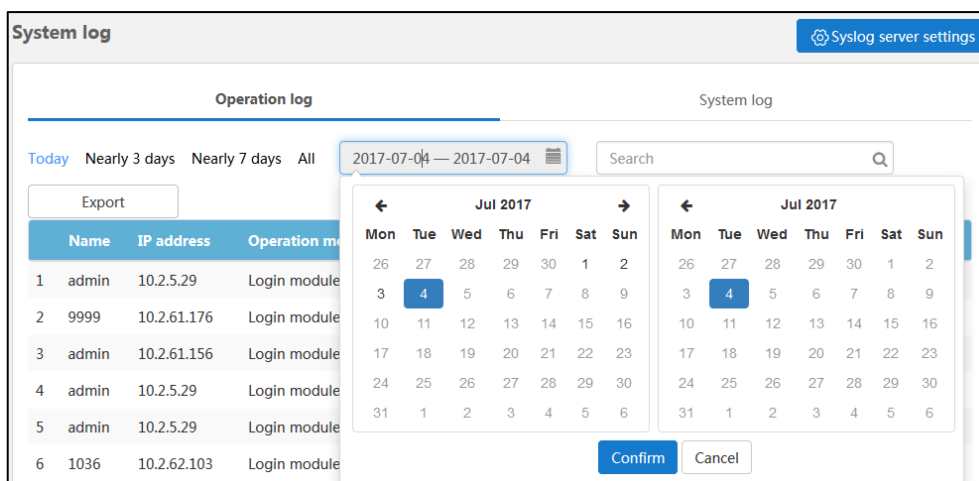 System log
Syslog server settings
Operation log System log
Today Nearly 3 days Nearly 7 days All 2017-07-04 — 2017-07-04 Search
Export
Jul 2017 Jul 2017
Name IP address Operation m Mon Tue Wed Thu Fri Sat Sun Mon Tue Wed Thu Fri Sat Sun
26 27 28 29 30 1 2 26 27 28 29 30 1 2
1 admin 10.2.5.29 Login module 3 4 5 6 7 8 9 3 4 5 6 7 8 9
2 9999 10.2.61.176 Login module 10 11 12 13 14 15 16 10 11 12 13 14 15 16
3 admin 10.2.61.156 Login module 17 18 19 20 21 22 23 17 18 19 20 21 22 23
4 admin 10.2.5.29 Login module 24 25 26 27 28 29 30 24 25 26 27 28 29 30
5 admin 10.2.5.29 Login module 31 1 2 3 4 5 6 31 1 2 3 4 5 6
6 1036 10.2.62.103 Login module Confirm Cancel